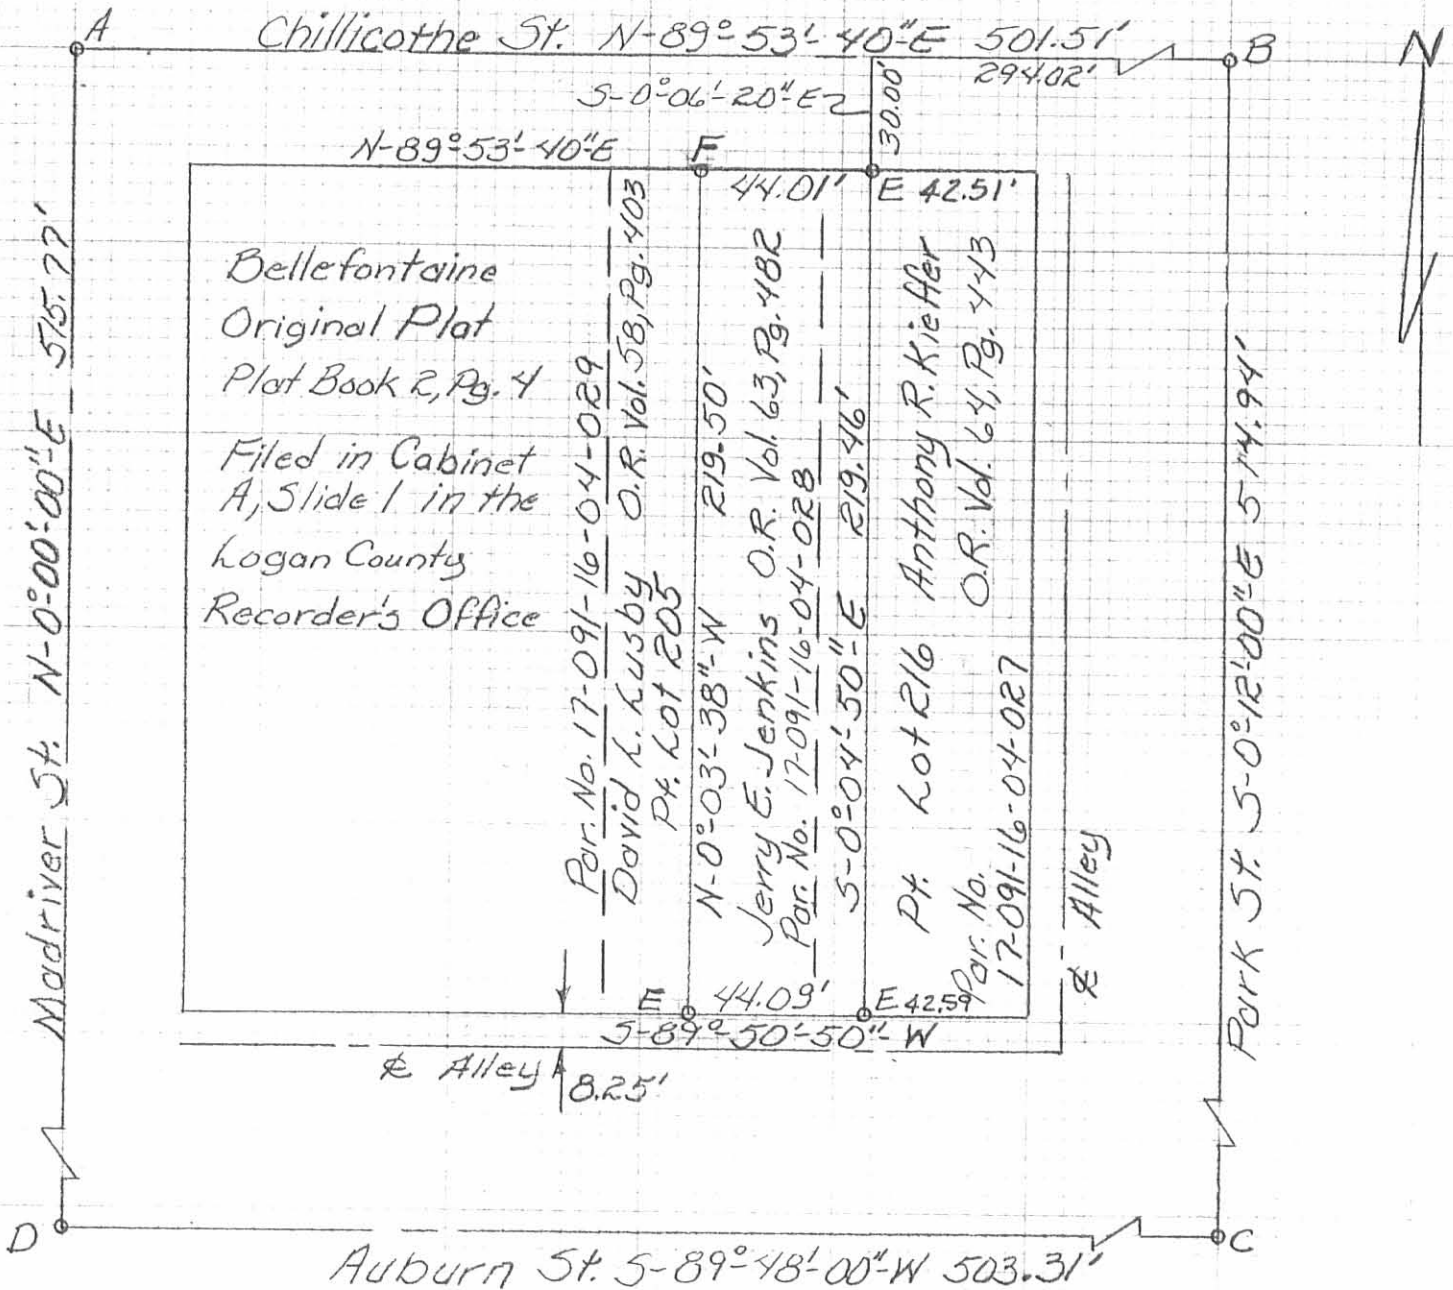 A
Chillicothe St. N-89°-53'-40"-E 501.51'
B
N
294.02'
S-0°-06'-20"-E
30.00'
N-89°-53'-40"E
F
44.01'
E 42.51'
Bellefontaine
Original Plat
Plat Book 2, Pg. 4
Filed in Cabinet
A, Slide 1 in the
Logan County
Recorder's Office
Madriver St. N-0°-00'-00"-E 515.77'
Par. No. 17-091-16-04-029
David L. Lusby O.R. Vol. 58, Pg. 403
Pt. Lot 205
N-0°-03'-38"-W 219.50'
Jerry E. Jenkins O.R. Vol. 63, Pg. 482
Par. No. 17-091-16-04-028
S-0°-04'-50"-E 219.46'
Pt. Lot 216 Anthony R. Kieffer
O.R. Vol. 64, Pg. 443
Par. No.
17-091-16-04-027
℄ Alley
Park St. S-0°-12'-00"-E 514.94'
E
44.09'
E 42.59
S-89°-50'-50"-W
℄ Alley
8.25'
D
C
Auburn St. S-89°-48'-00"-W 503.31'